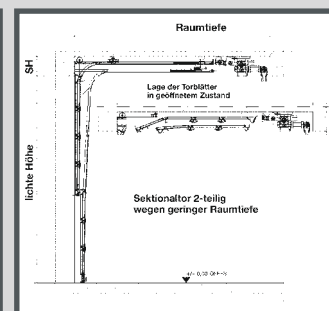 Raumtiefe
SH
Lage der Torblätter
in geöffnetem Zustand
lichte Höhe
Sektionaltor 2-teilig
wegen geringer Raumtiefe